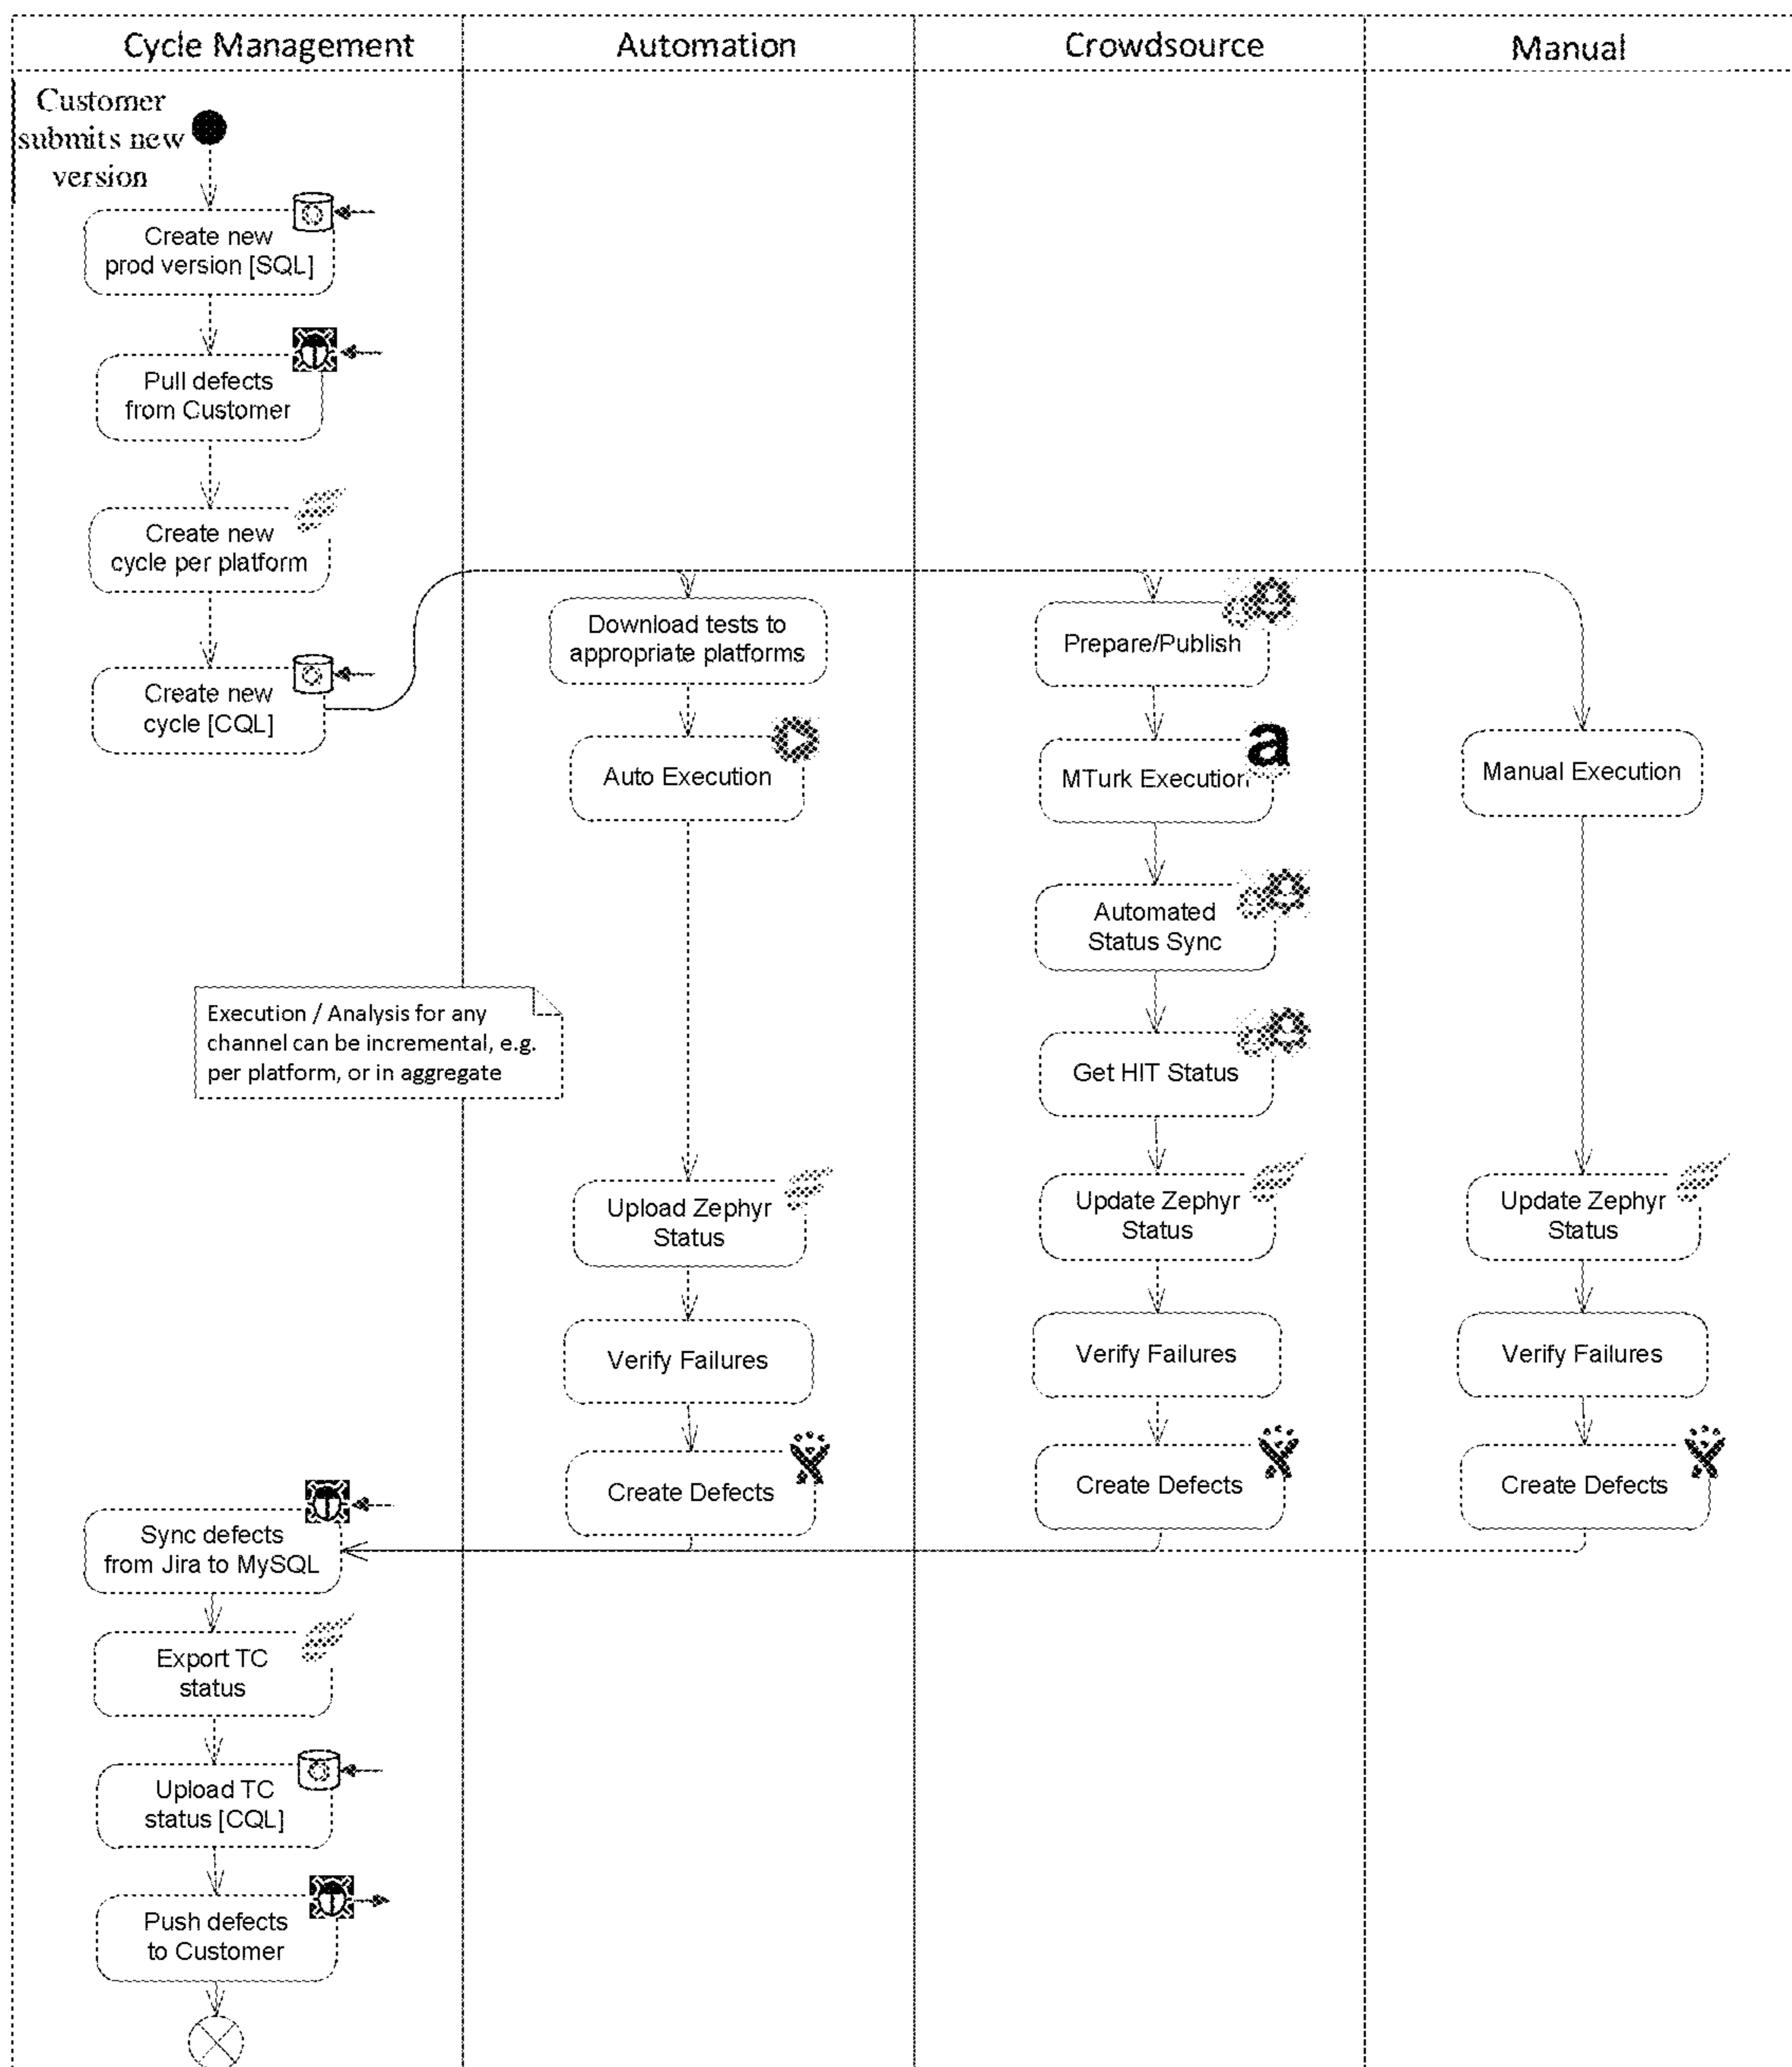 Cycle Management
Automation
Crowdsource
Manual
Customer
submits new
version
Create new
prod version [SQL]
Pull defects
from Customer
Create new
cycle per platform
Create new
cycle [CQL]
Download tests to
appropriate platforms
Auto Execution
Prepare/Publish
a
MTurk Execution
Automated
Status Sync
Get HIT Status
Manual Execution
Execution / Analysis for any
channel can be incremental, e.g.
per platform, or in aggregate
Upload Zephyr
Status
Verify Failures
Create Defects
Update Zephyr
Status
Verify Failures
Create Defects
Update Zephyr
Status
Verify Failures
Create Defects
Sync defects
from Jira to MySQL
Export TC
status
Upload TC
status [CQL]
Push defects
to Customer